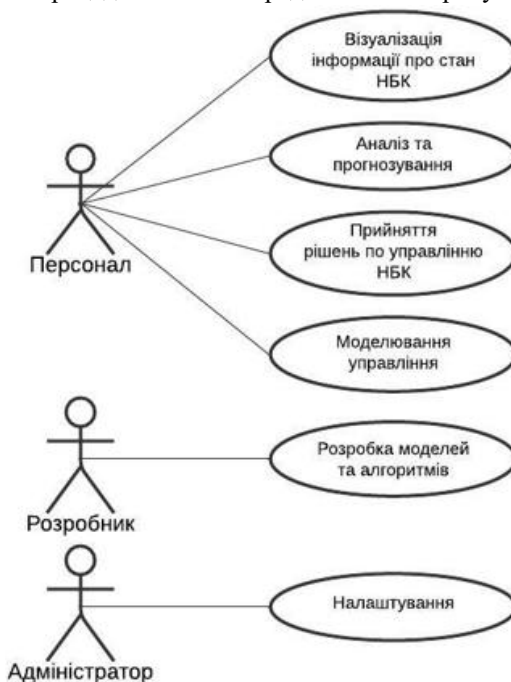 Візуалізація
інформації про стан
НБК
Аналіз та
прогнозування
Прийняття
рішень по управлінню
НБК
Персонал
Моделювання
управління
Розробка моделей
та алгоритмів
Розробник
Налаштування
Адміністратор